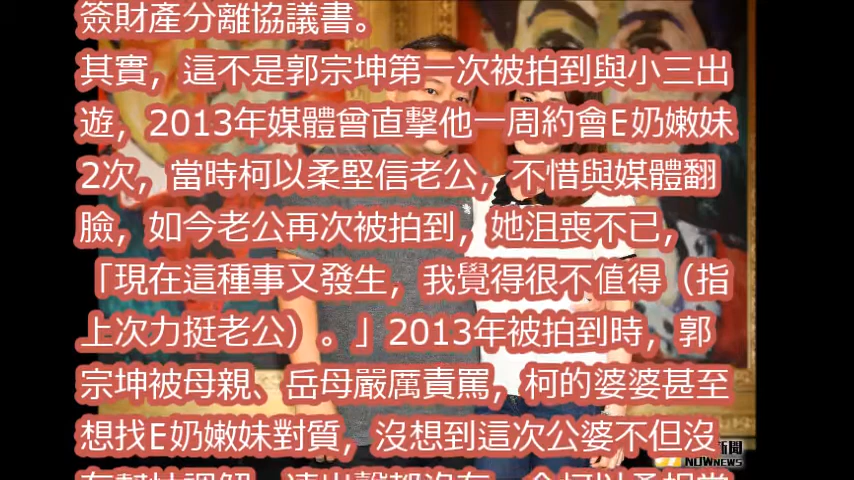 簽財產分離協議書。
其實，這不是郭宗坤第一次被拍到與小三出
遊，2013年媒體曾直擊他一周約會E奶嫩妹
2次，當時柯以柔堅信老公，不惜與媒體翻
臉，如今老公再次被拍到，她沮喪不已，
「現在這種事又發生，我覺得很不值得（指
上次力挺老公）。」2013年被拍到時，郭
宗坤被母親、岳母嚴厲責罵，柯的婆婆甚至
想找E奶嫩妹對質，沒想到這次公婆不但沒
新聞
NOWNEWS